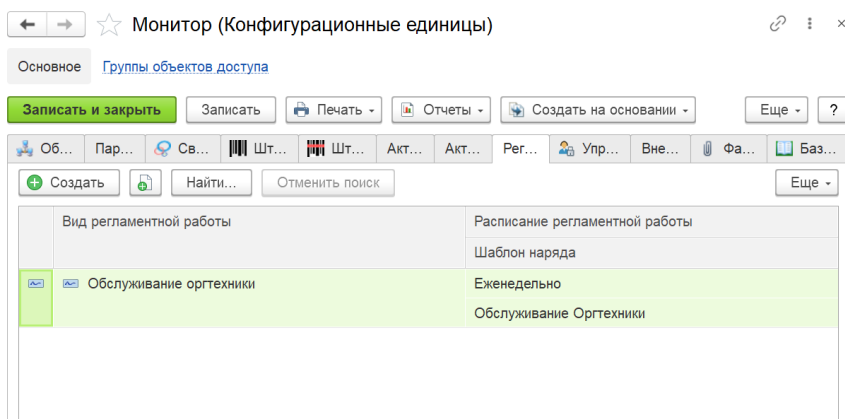 Монитор (Конфигурационные единицы)
Основное Группы объектов доступа
Записать и закрыть Записать Печать Отчеты Создать на основании Еще ?
Об... Пар... Св... Шт... Шт... Акт... Акт... Рег... Упр... Вне... Фа... Баз...
Создать Найти... Отменить поиск Еще
Вид регламентной работы Расписание регламентной работы
Шаблон наряда
Обслуживание оргтехники Еженедельно
Обслуживание Оргтехники